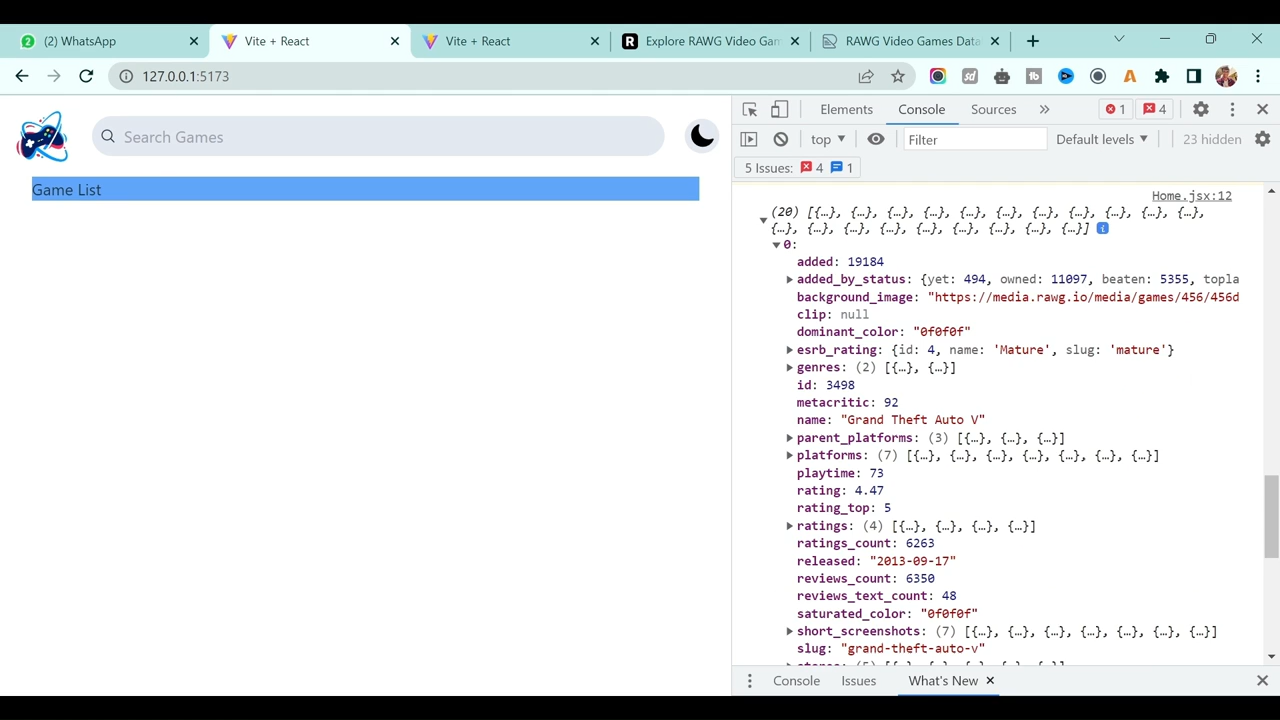 2 (2) WhatsApp
Vite + React
Vite + React
R Explore RAWG Video Gam
RAWG Video Games Data
127.0.0.1:5173
Search Games
Game List
Elements
Console
Sources
1
4
top
Filter
Default levels
23 hidden
5 Issues: 4 1
Home.jsx:12
(20) [{…}, {…}, {…}, {…}, {…}, {…}, {…}, {…}, {…}, {…}, {…},
{…}, {…}, {…}, {…}, {…}, {…}, {…}, {…}, {…}] i
0:
added: 19184
added_by_status: {yet: 494, owned: 11097, beaten: 5355, topla
background_image: "https://media.rawg.io/media/games/456/456d
clip: null
dominant_color: "0f0f0f"
esrb_rating: {id: 4, name: 'Mature', slug: 'mature'}
genres: (2) [{…}, {…}]
id: 3498
metacritic: 92
name: "Grand Theft Auto V"
parent_platforms: (3) [{…}, {…}, {…}]
platforms: (7) [{…}, {…}, {…}, {…}, {…}, {…}, {…}]
playtime: 73
rating: 4.47
rating_top: 5
ratings: (4) [{…}, {…}, {…}, {…}]
ratings_count: 6263
released: "2013-09-17"
reviews_count: 6350
reviews_text_count: 48
saturated_color: "0f0f0f"
short_screenshots: (7) [{…}, {…}, {…}, {…}, {…}, {…}, {…}]
slug: "grand-theft-auto-v"
Console
Issues
What's New